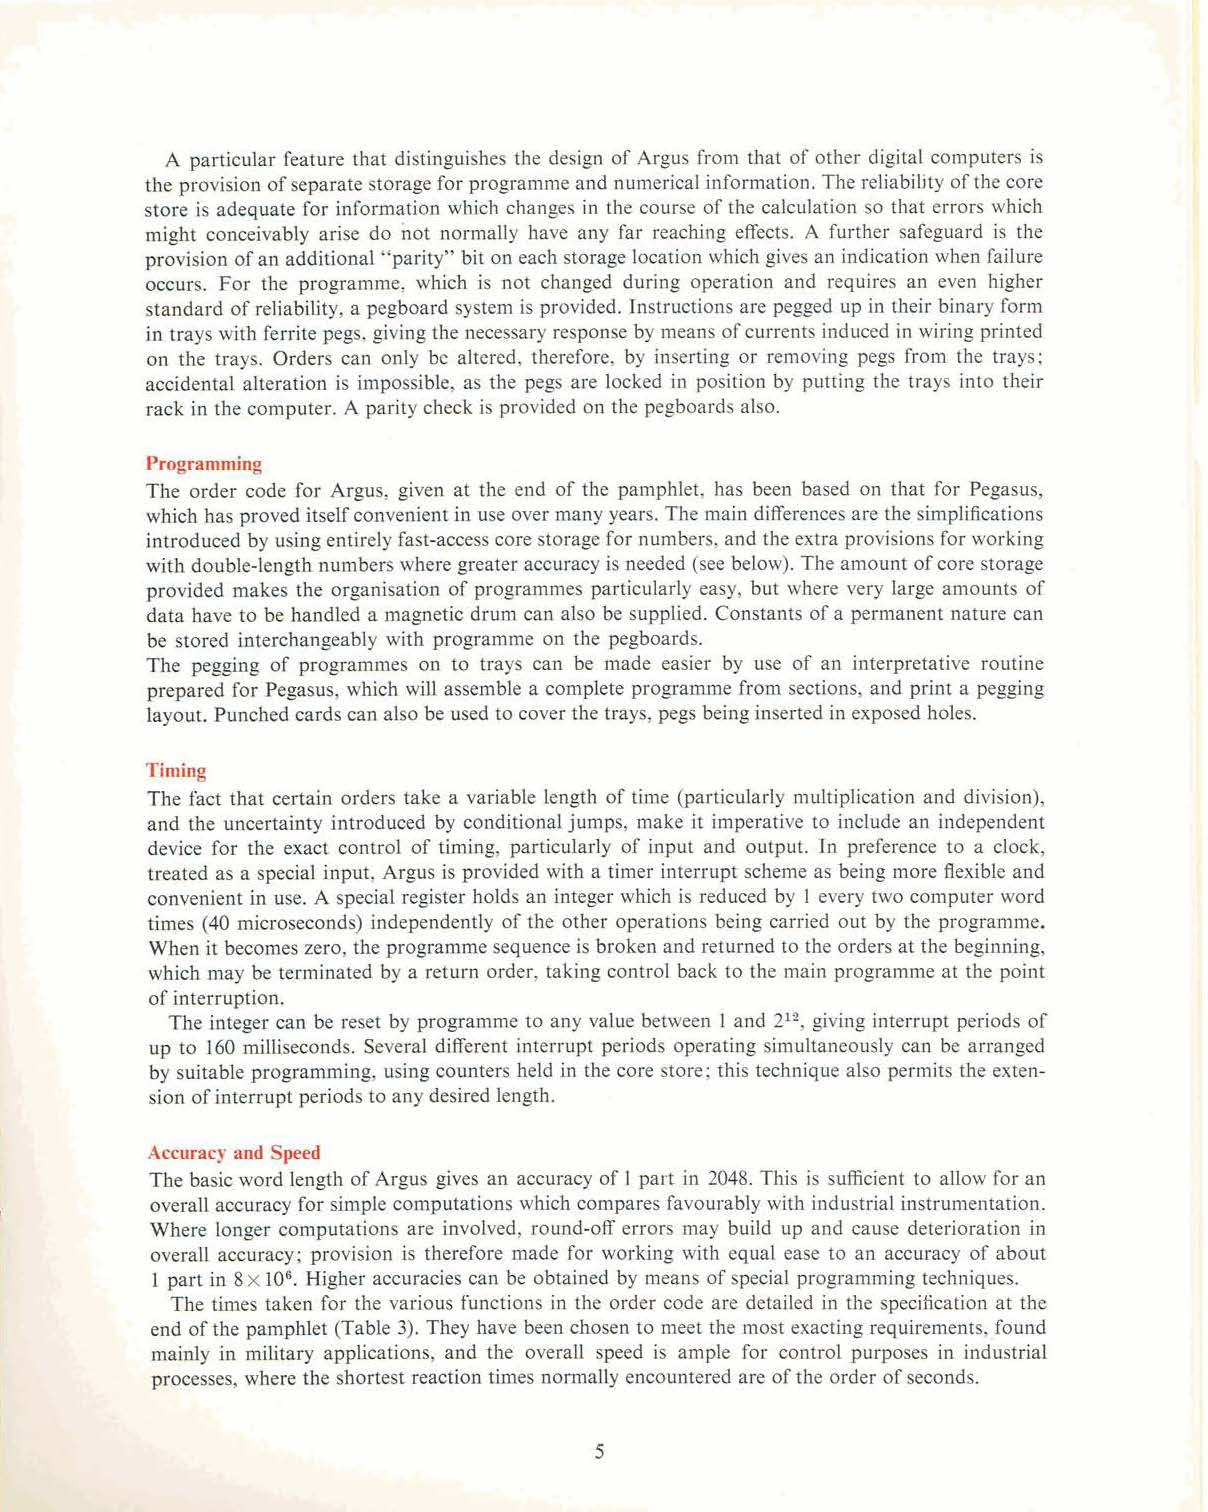 A particular feature that distinguishes the design of Argus from that of other digital computers is
the provision of separate storage for programme and numerical information. The reliability of the core
store is adequate for information which changes in the course of the calculation so that errors which
might conceivably arise do not normally have any far reaching effects. A further safeguard is the
provision of an additional “parity” bit on each storage location which gives an indication when failure
occurs. For the programme, which is not changed during operation and requires an even higher
standard of reliability, a pegboard system is provided. Instructions are pegged up in their binary form
in trays with ferrite pegs, giving the necessary response by means of currents induced in wiring printed
on the trays. Orders can only be altered, therefore, by inserting or removing pegs from the trays;
accidental alteration is impossible, as the pegs are locked in position by putting the trays into their
rack in the computer. A parity check is provided on the pegboards also.
Programming
The order code for Argus, given at the end of the pamphlet, has been based on that for Pegasus,
which has proved itself convenient in use over many years. The main differences are the simplifications
introduced by using entirely fast-access core storage for numbers, and the extra provisions for working
with double-length numbers where greater accuracy is needed (see below). The amount of core storage
provided makes the organisation of programmes particularly easy, but where very large amounts of
data have to be handled a magnetic drum can also be supplied. Constants of a permanent nature can
be stored interchangeably with programme on the pegboards.
The pegging of programmes on to trays can be made easier by use of an interpretative routine
prepared for Pegasus, which will assemble a complete programme from sections, and print a pegging
layout. Punched cards can also be used to cover the trays, pegs being inserted in exposed holes.
Timing
The fact that certain orders take a variable length of time (particularly multiplication and division),
and the uncertainty introduced by conditional jumps, make it imperative to include an independent
device for the exact control of timing, particularly of input and output. In preference to a clock,
treated as a special input, Argus is provided with a timer interrupt scheme as being more flexible and
convenient in use. A special register holds an integer which is reduced by 1 every two computer word
times (40 microseconds) independently of the other operations being carried out by the programme.
When it becomes zero, the programme sequence is broken and returned to the orders at the beginning,
which may be terminated by a return order, taking control back to the main programme at the point
of interruption.
The integer can be reset by programme to any value between 1 and 2¹², giving interrupt periods of
up to 160 milliseconds. Several different interrupt periods operating simultaneously can be arranged
by suitable programming, using counters held in the core store; this technique also permits the exten-
sion of interrupt periods to any desired length.
Accuracy and Speed
The basic word length of Argus gives an accuracy of 1 part in 2048. This is sufficient to allow for an
overall accuracy for simple computations which compares favourably with industrial instrumentation.
Where longer computations are involved, round-off errors may build up and cause deterioration in
overall accuracy; provision is therefore made for working with equal ease to an accuracy of about
1 part in 8×10⁶. Higher accuracies can be obtained by means of special programming techniques.
The times taken for the various functions in the order code are detailed in the specification at the
end of the pamphlet (Table 3). They have been chosen to meet the most exacting requirements, found
mainly in military applications, and the overall speed is ample for control purposes in industrial
processes, where the shortest reaction times normally encountered are of the order of seconds.
5